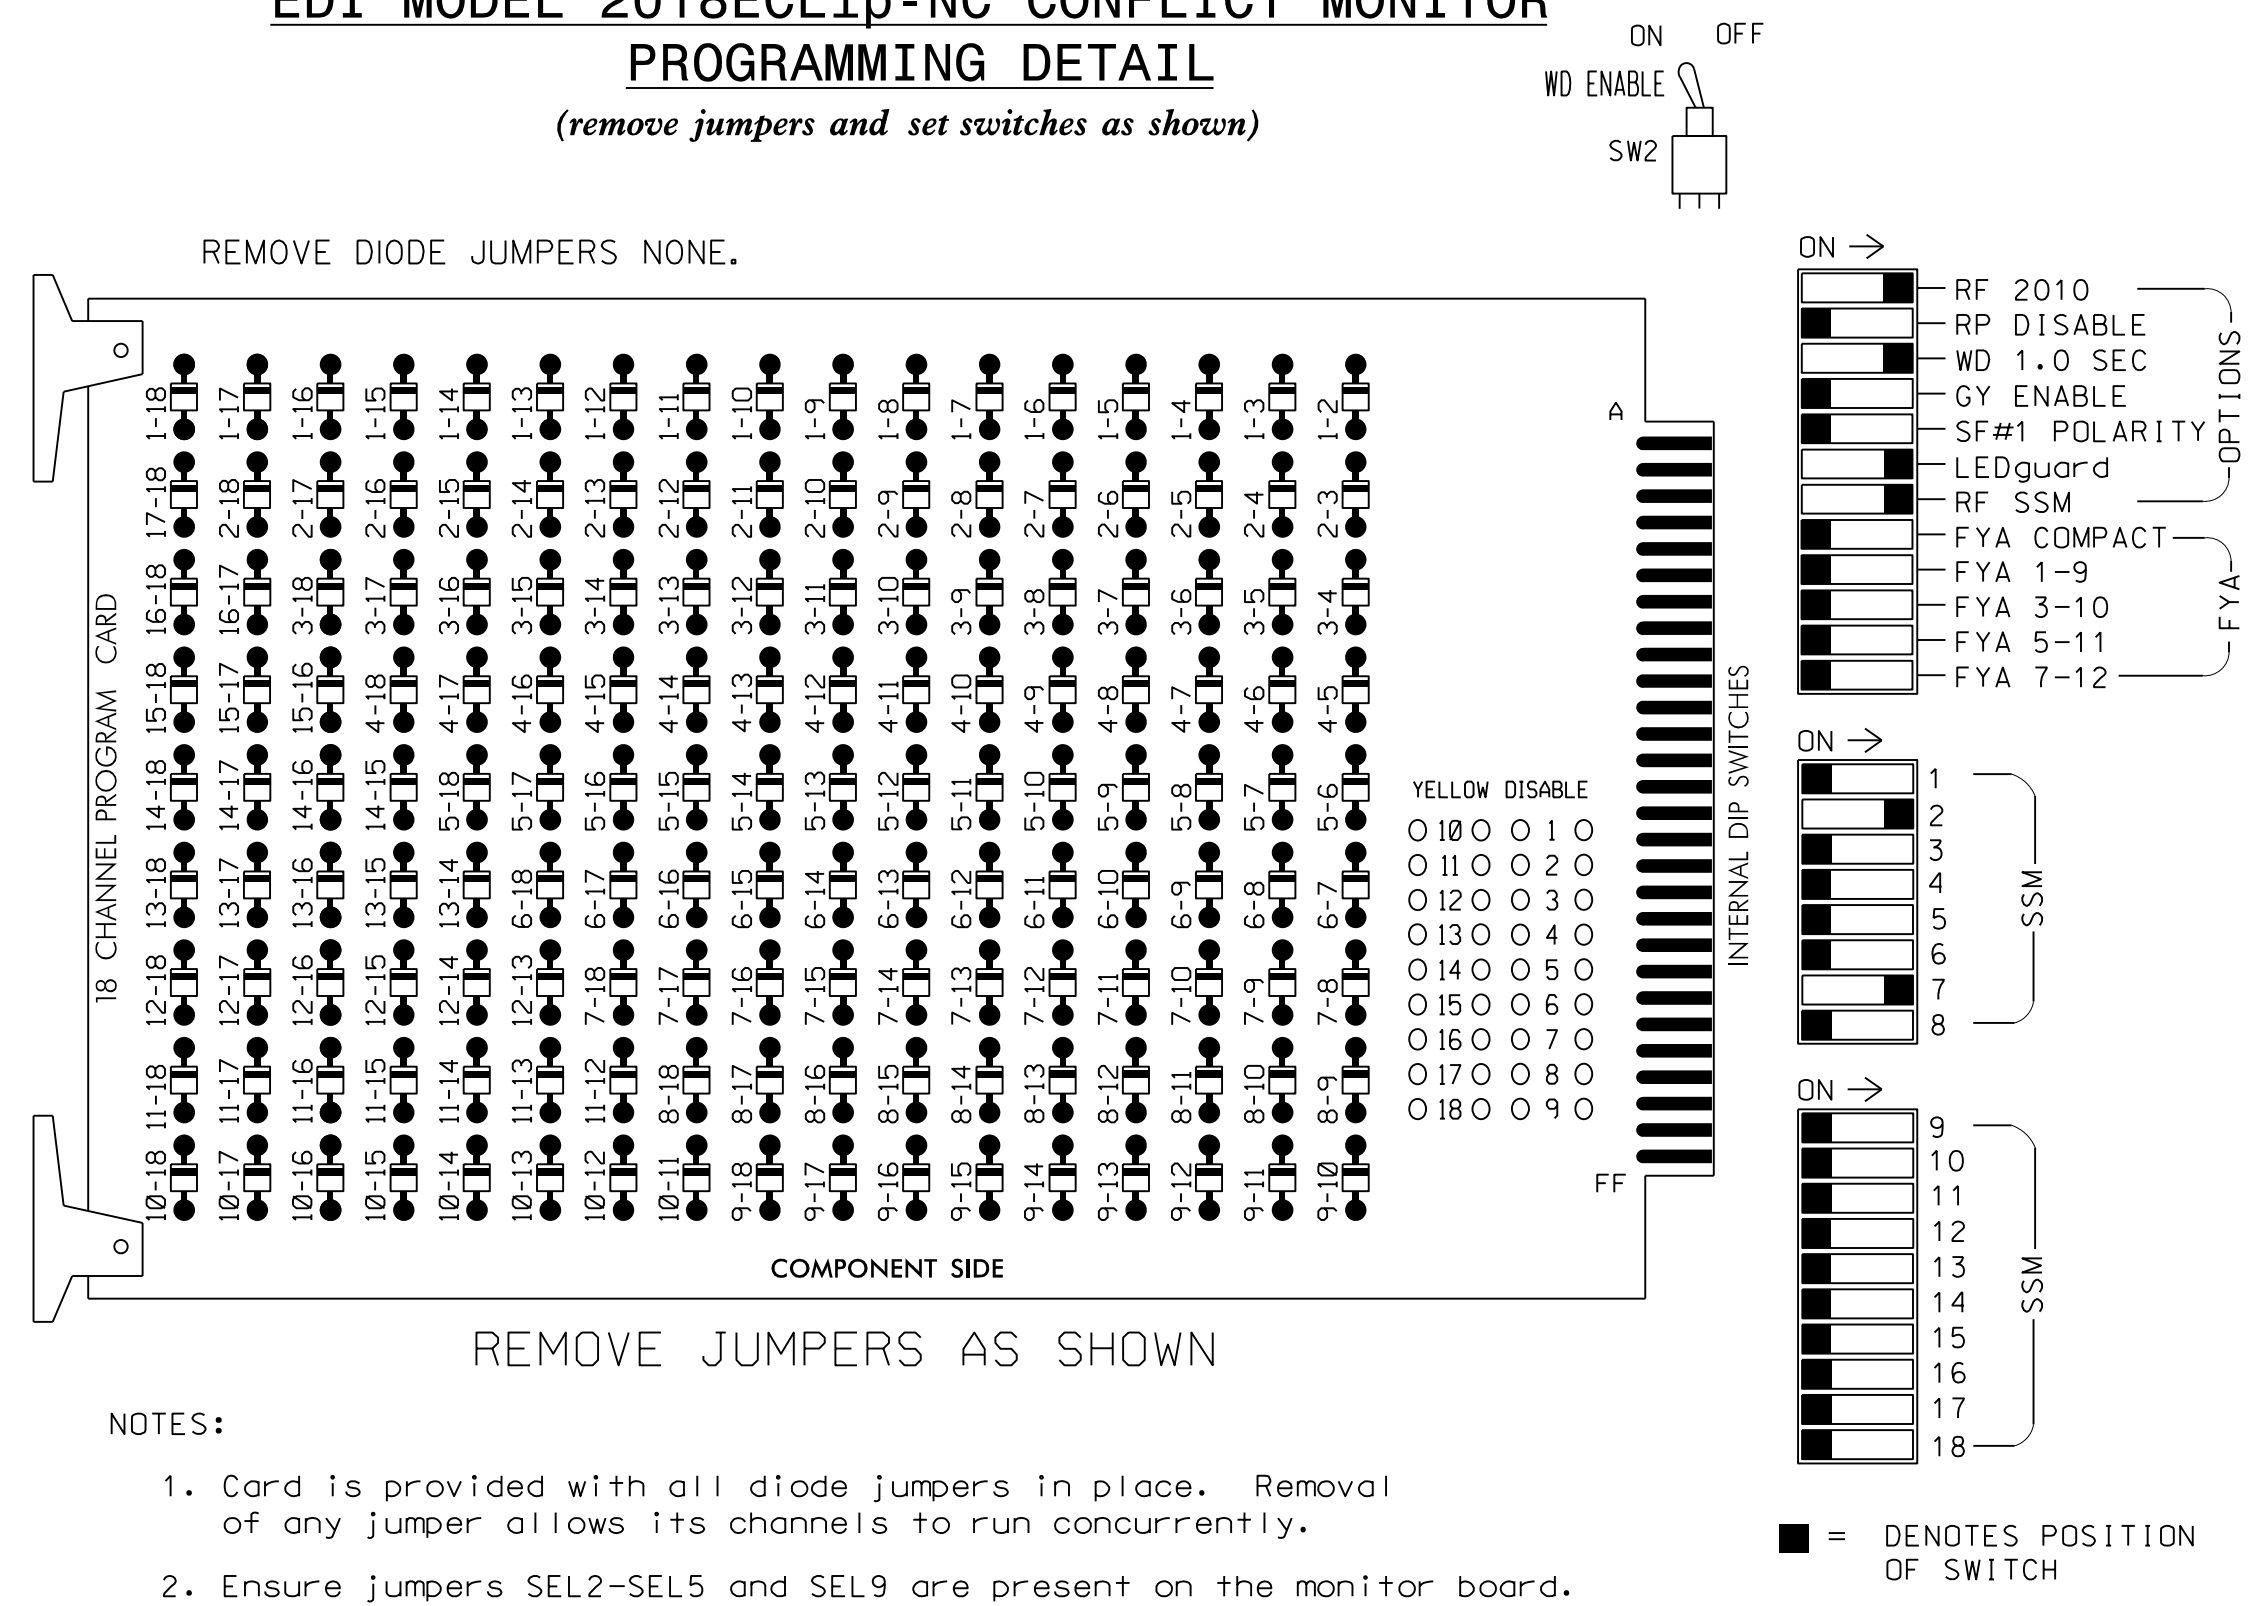 EDI MODEL 2018ECLip-NC CONFLICT MONITOR
PROGRAMMING DETAIL
(remove jumpers and set switches as shown)
ON OFF
WD ENABLE
SW2
REMOVE DIODE JUMPERS NONE.
18 CHANNEL PROGRAM CARD
1-18 1-17 1-16 1-15 1-14 1-13 1-12 1-11 1-10 1-9 1-8 1-7 1-6 1-5 1-4 1-3 1-2
17-18 2-18 2-17 2-16 2-15 2-14 2-13 2-12 2-11 2-10 2-9 2-8 2-7 2-6 2-5 2-4 2-3
16-18 16-17 3-18 3-17 3-16 3-15 3-14 3-13 3-12 3-11 3-10 3-9 3-8 3-7 3-6 3-5 3-4
15-18 15-17 15-16 4-18 4-17 4-16 4-15 4-14 4-13 4-12 4-11 4-10 4-9 4-8 4-7 4-6 4-5
14-18 14-17 14-16 14-15 5-18 5-17 5-16 5-15 5-14 5-13 5-12 5-11 5-10 5-9 5-8 5-7 5-6
13-18 13-17 13-16 13-15 13-14 6-18 6-17 6-16 6-15 6-14 6-13 6-12 6-11 6-10 6-9 6-8 6-7
12-18 12-17 12-16 12-15 12-14 12-13 7-18 7-17 7-16 7-15 7-14 7-13 7-12 7-11 7-10 7-9 7-8
11-18 11-17 11-16 11-15 11-14 11-13 11-12 8-18 8-17 8-16 8-15 8-14 8-13 8-12 8-11 8-10 8-9
10-18 10-17 10-16 10-15 10-14 10-13 10-12 10-11 9-18 9-17 9-16 9-15 9-14 9-13 9-12 9-11 9-10
YELLOW DISABLE
10 1
11 2
12 3
13 4
14 5
15 6
16 7
17 8
18 9
A
FF
COMPONENT SIDE
INTERNAL DIP SWITCHES
ON →
RF 2010
RP DISABLE
WD 1.0 SEC
GY ENABLE
SF#1 POLARITY
LEDguard
RF SSM
OPTIONS
FYA COMPACT
FYA 1-9
FYA 3-10
FYA 5-11
FYA 7-12
FYA
ON →
1
2
3
4
5
6
7
8
SSM
ON →
9
10
11
12
13
14
15
16
17
18
SSM
REMOVE JUMPERS AS SHOWN
NOTES:
1. Card is provided with all diode jumpers in place. Removal
of any jumper allows its channels to run concurrently.
2. Ensure jumpers SEL2-SEL5 and SEL9 are present on the monitor board.
= DENOTES POSITION
OF SWITCH